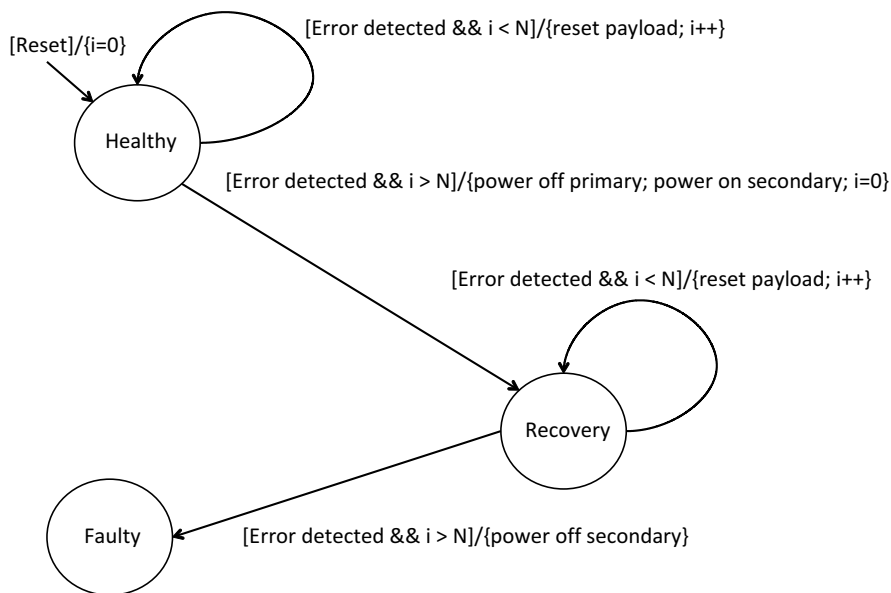 [Error detected && i < N]/{reset payload; i++}
[Reset]/{i=0}
Healthy
[Error detected && i > N]/{power off primary; power on secondary; i=0}
[Error detected && i < N]/{reset payload; i++}
Recovery
Faulty
[Error detected && i > N]/{power off secondary}